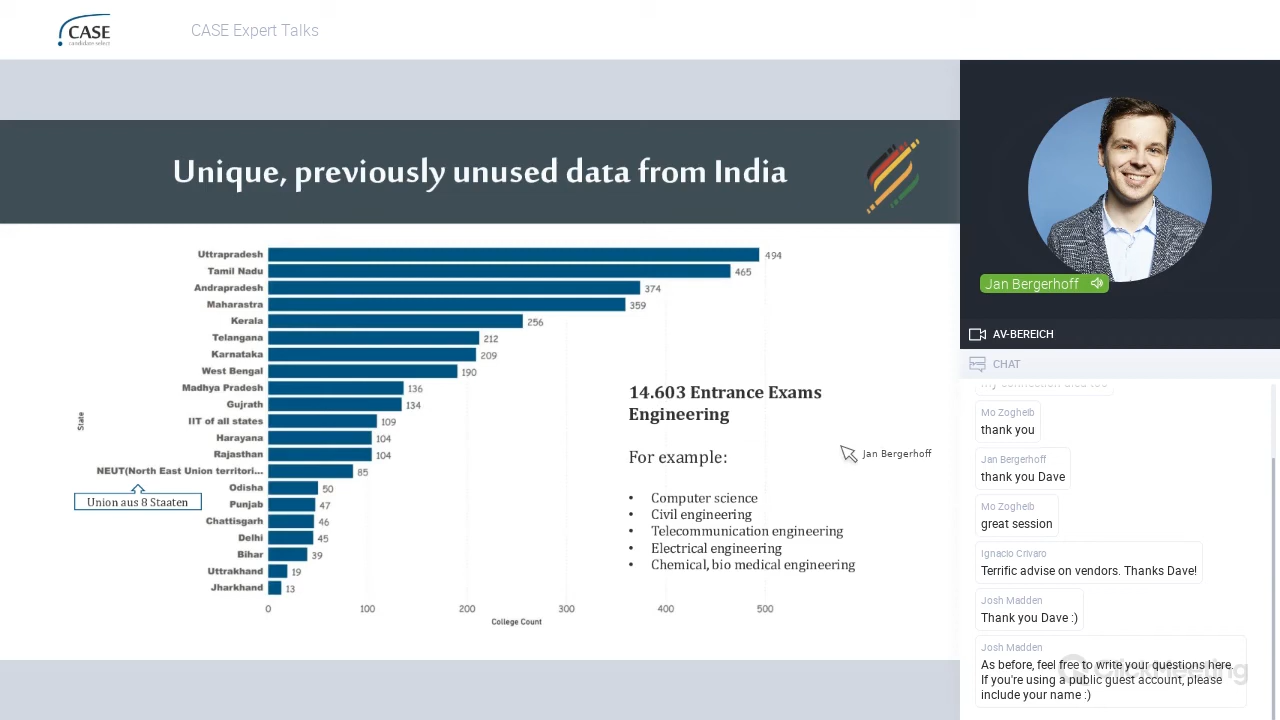 CASE
candidate select
CASE Expert Talks
Unique, previously unused data from India
Uttrapradesh 494
Tamil Nadu 465
Andrapradesh 374
Maharastra 359
Kerala 256
Telangana 212
Karnataka 209
West Bengal 190
Madhya Pradesh 136
Gujrath 134
IIT of all states 109
Harayana 104
Rajasthan 104
NEUT(North East Union territori... 85
Odisha 50
Punjab 47
Chattisgarh 46
Delhi 45
Bihar 39
Uttrakhand 19
Jharkhand 13
State
Union aus 8 Staaten
0 100 200 300 400 500
College Count
14.603 Entrance Exams
Engineering
For example:
• Computer science
• Civil engineering
• Telecommunication engineering
• Electrical engineering
• Chemical, bio medical engineering
Jan Bergerhoff
Jan Bergerhoff
AV-BEREICH
CHAT
my connection died too
Mo Zogheib
thank you
Jan Bergerhoff
thank you Dave
Mo Zogheib
great session
Ignacio Crivaro
Terrific advise on vendors. Thanks Dave!
Josh Madden
Thank you Dave :)
Josh Madden
As before, feel free to write your questions here.
If you're using a public guest account, please
include your name :)
ClickMeeting